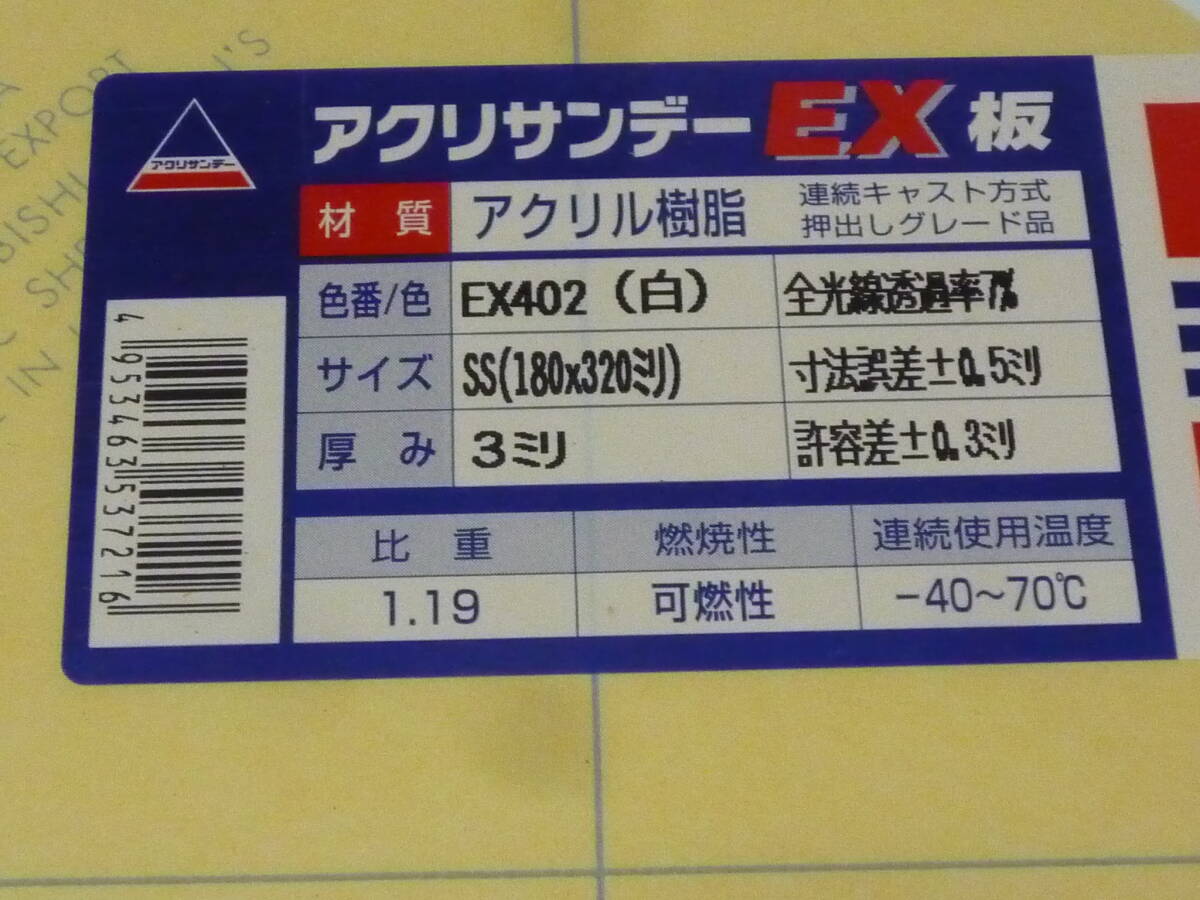 アクリサンデー
アクリサンデーEX板
材質 アクリル樹脂 連続キャスト方式
押出しグレード品
色番/色 EX402（白） 全光線透過率
サイズ SS(180x320ミリ) 寸法誤差±0.5ミリ
厚み 3ミリ 許容差±0.3ミリ
比重 燃焼性 連続使用温度
1.19 可燃性 -40～70℃
4 953463 537216
EXPORT
BISHI
IN